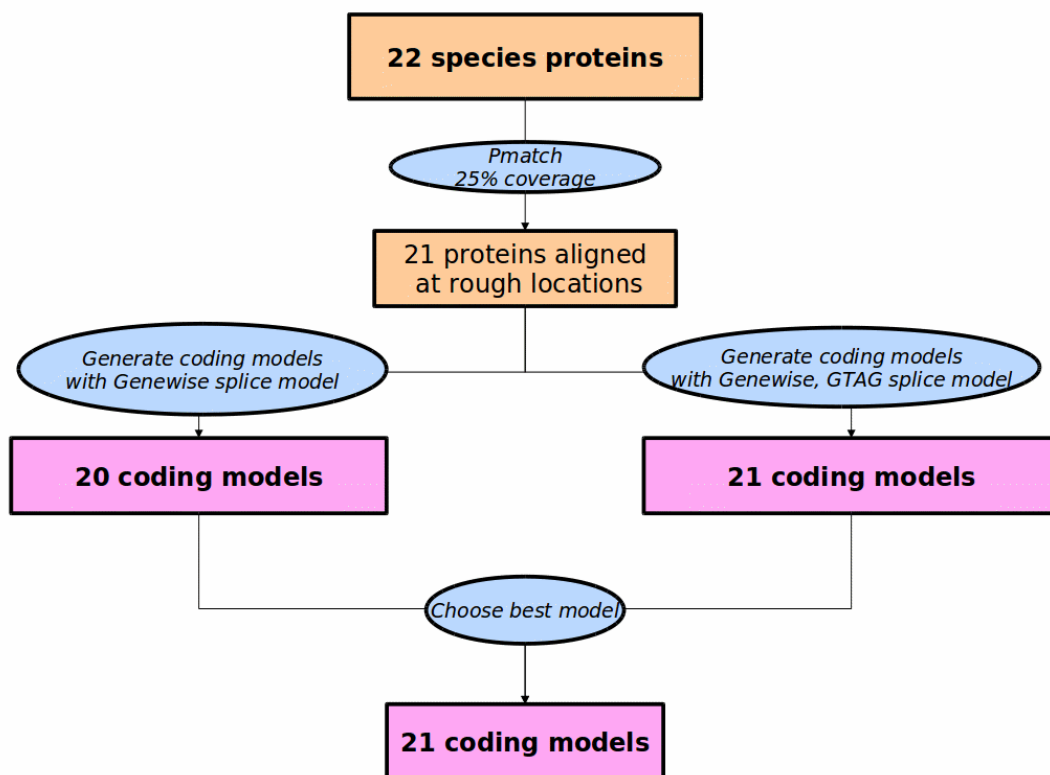 22 species proteins
Pmatch
25% coverage
21 proteins aligned
at rough locations
Generate coding models
with Genewise splice model
Generate coding models
with Genewise, GTAG splice model
20 coding models
21 coding models
Choose best model
21 coding models